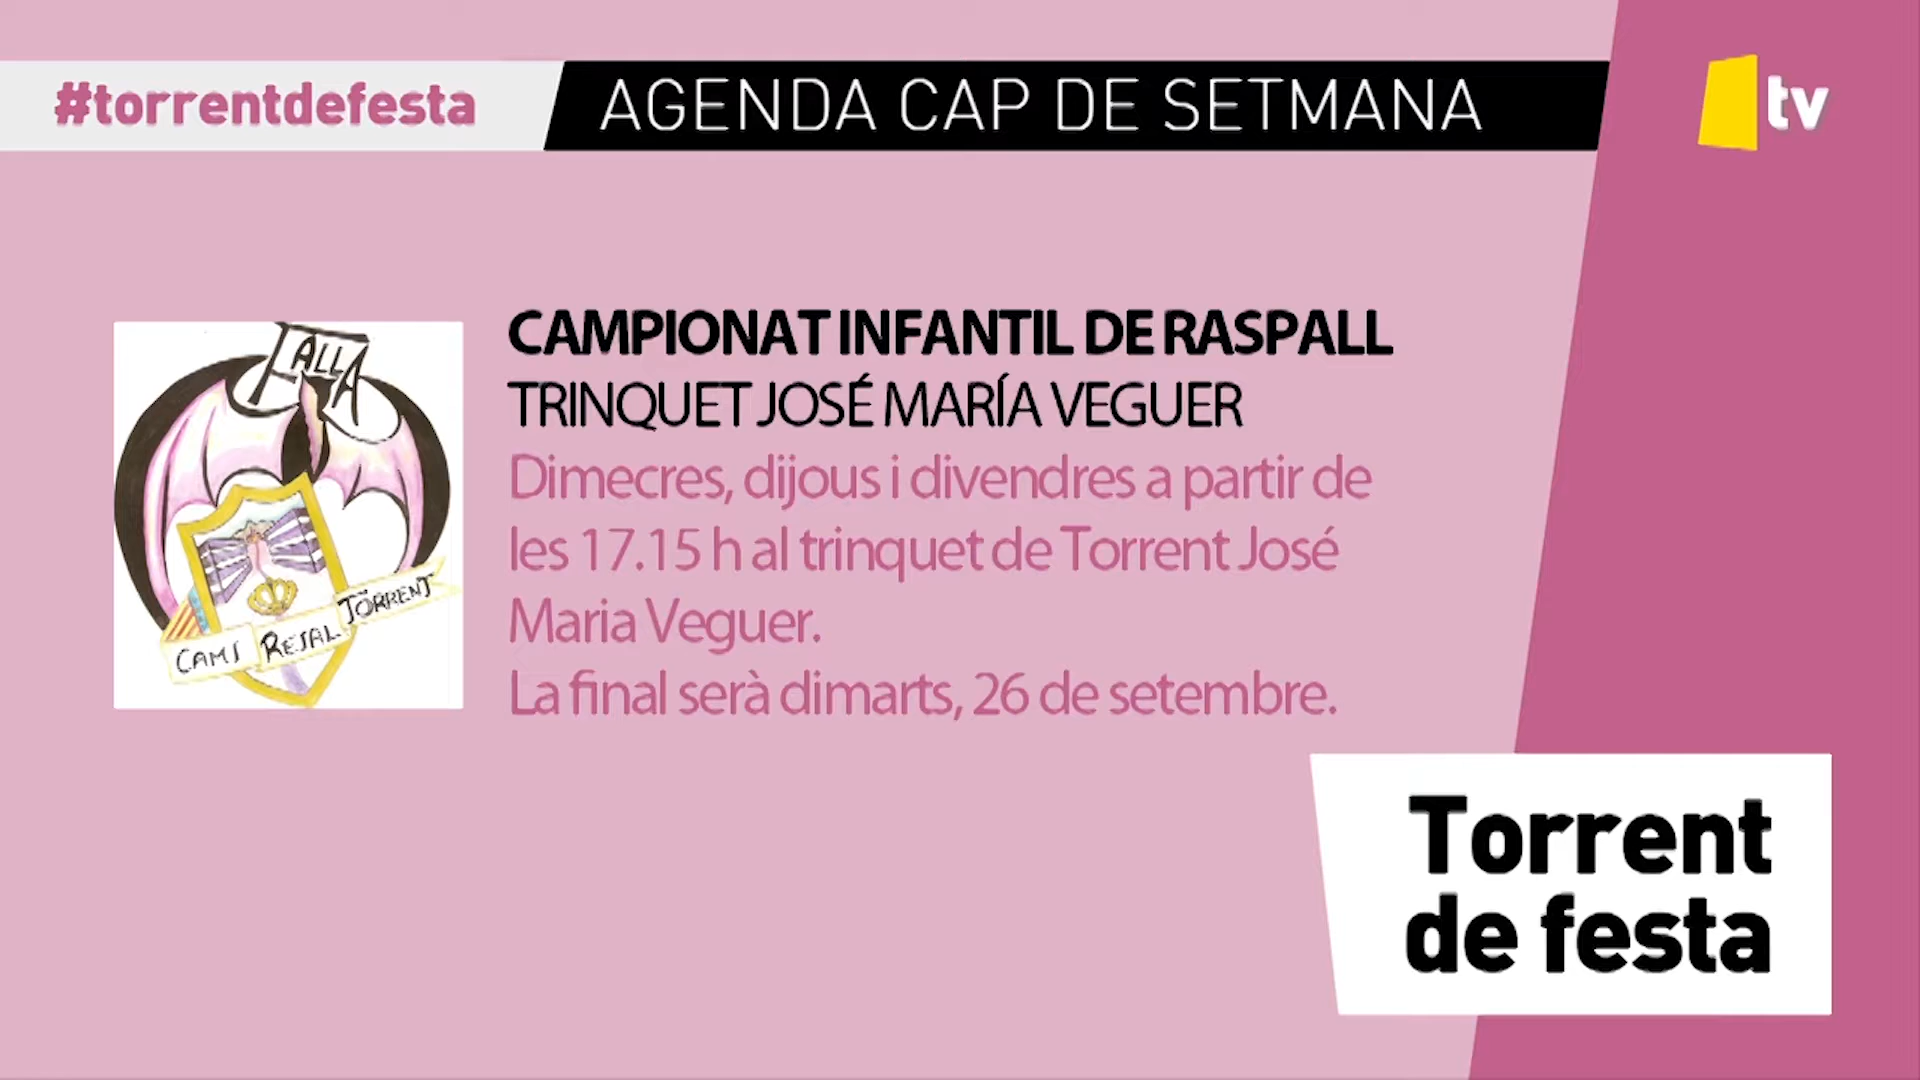 #torrentdefesta
AGENDA CAP DE SETMANA
tv
FALLA
CAMÍ REJAL TORRENT
CAMPIONAT INFANTIL DE RASPALL
TRINQUET JOSÉ MARÍA VEGUER
Dimecres, dijous i divendres a partir de
les 17.15 h al trinquet de Torrent José
Maria Veguer.
La final serà dimarts, 26 de setembre.
Torrent
de festa